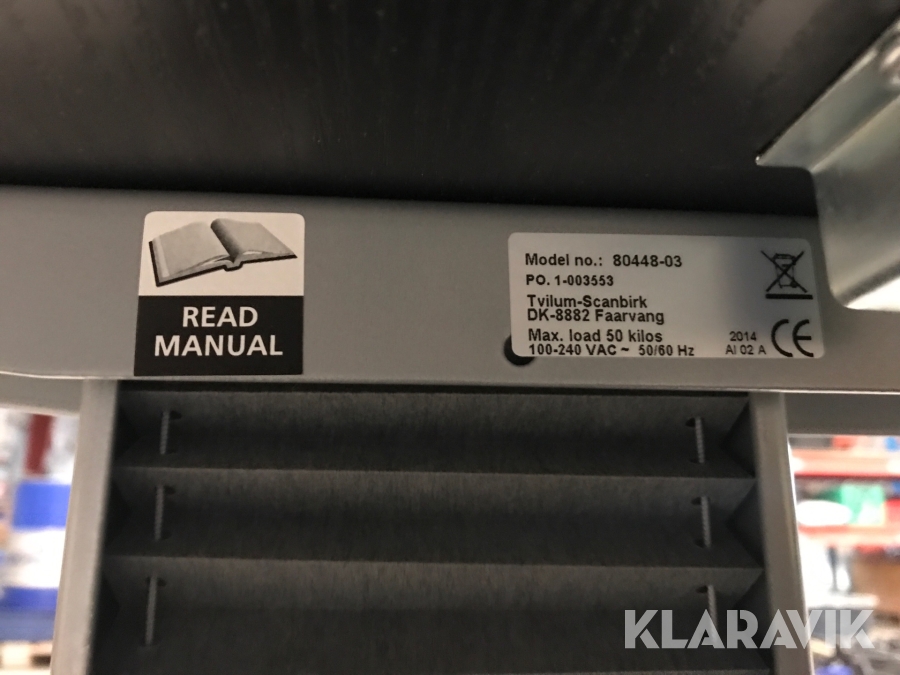 READ
MANUAL
Model no.: 80448-03
PO. 1-003553
Tvilum-Scanbirk
DK-8882 Faarvang
Max. load 50 kilos
100-240 VAC~ 50/60 Hz
2014
AI 02 A
CE
KLARAVIK